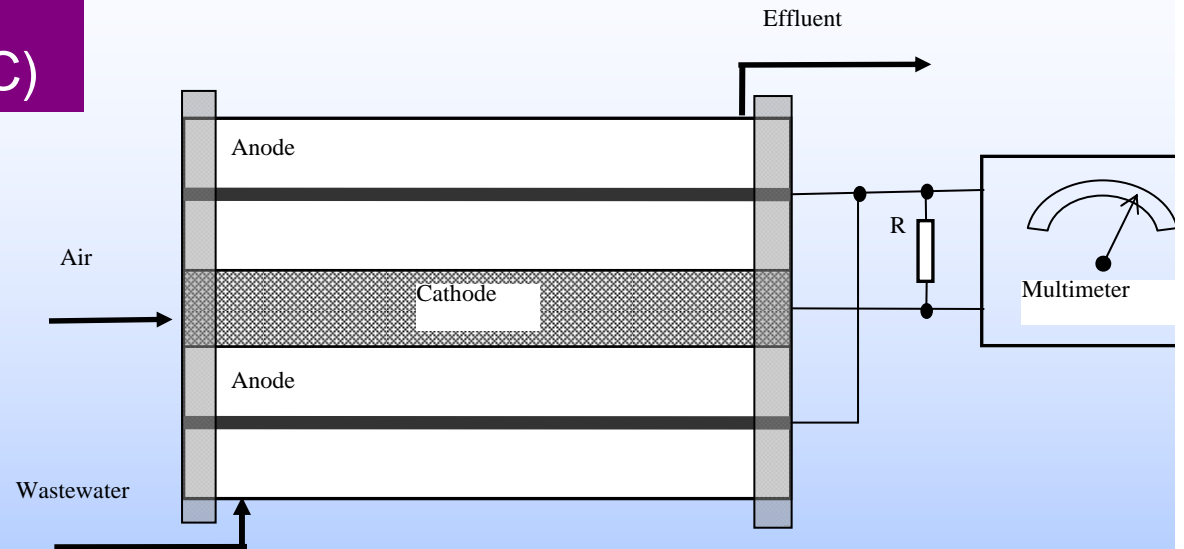 C)
Effluent
Anode
R
Air
Cathode
Multimeter
Anode
Wastewater